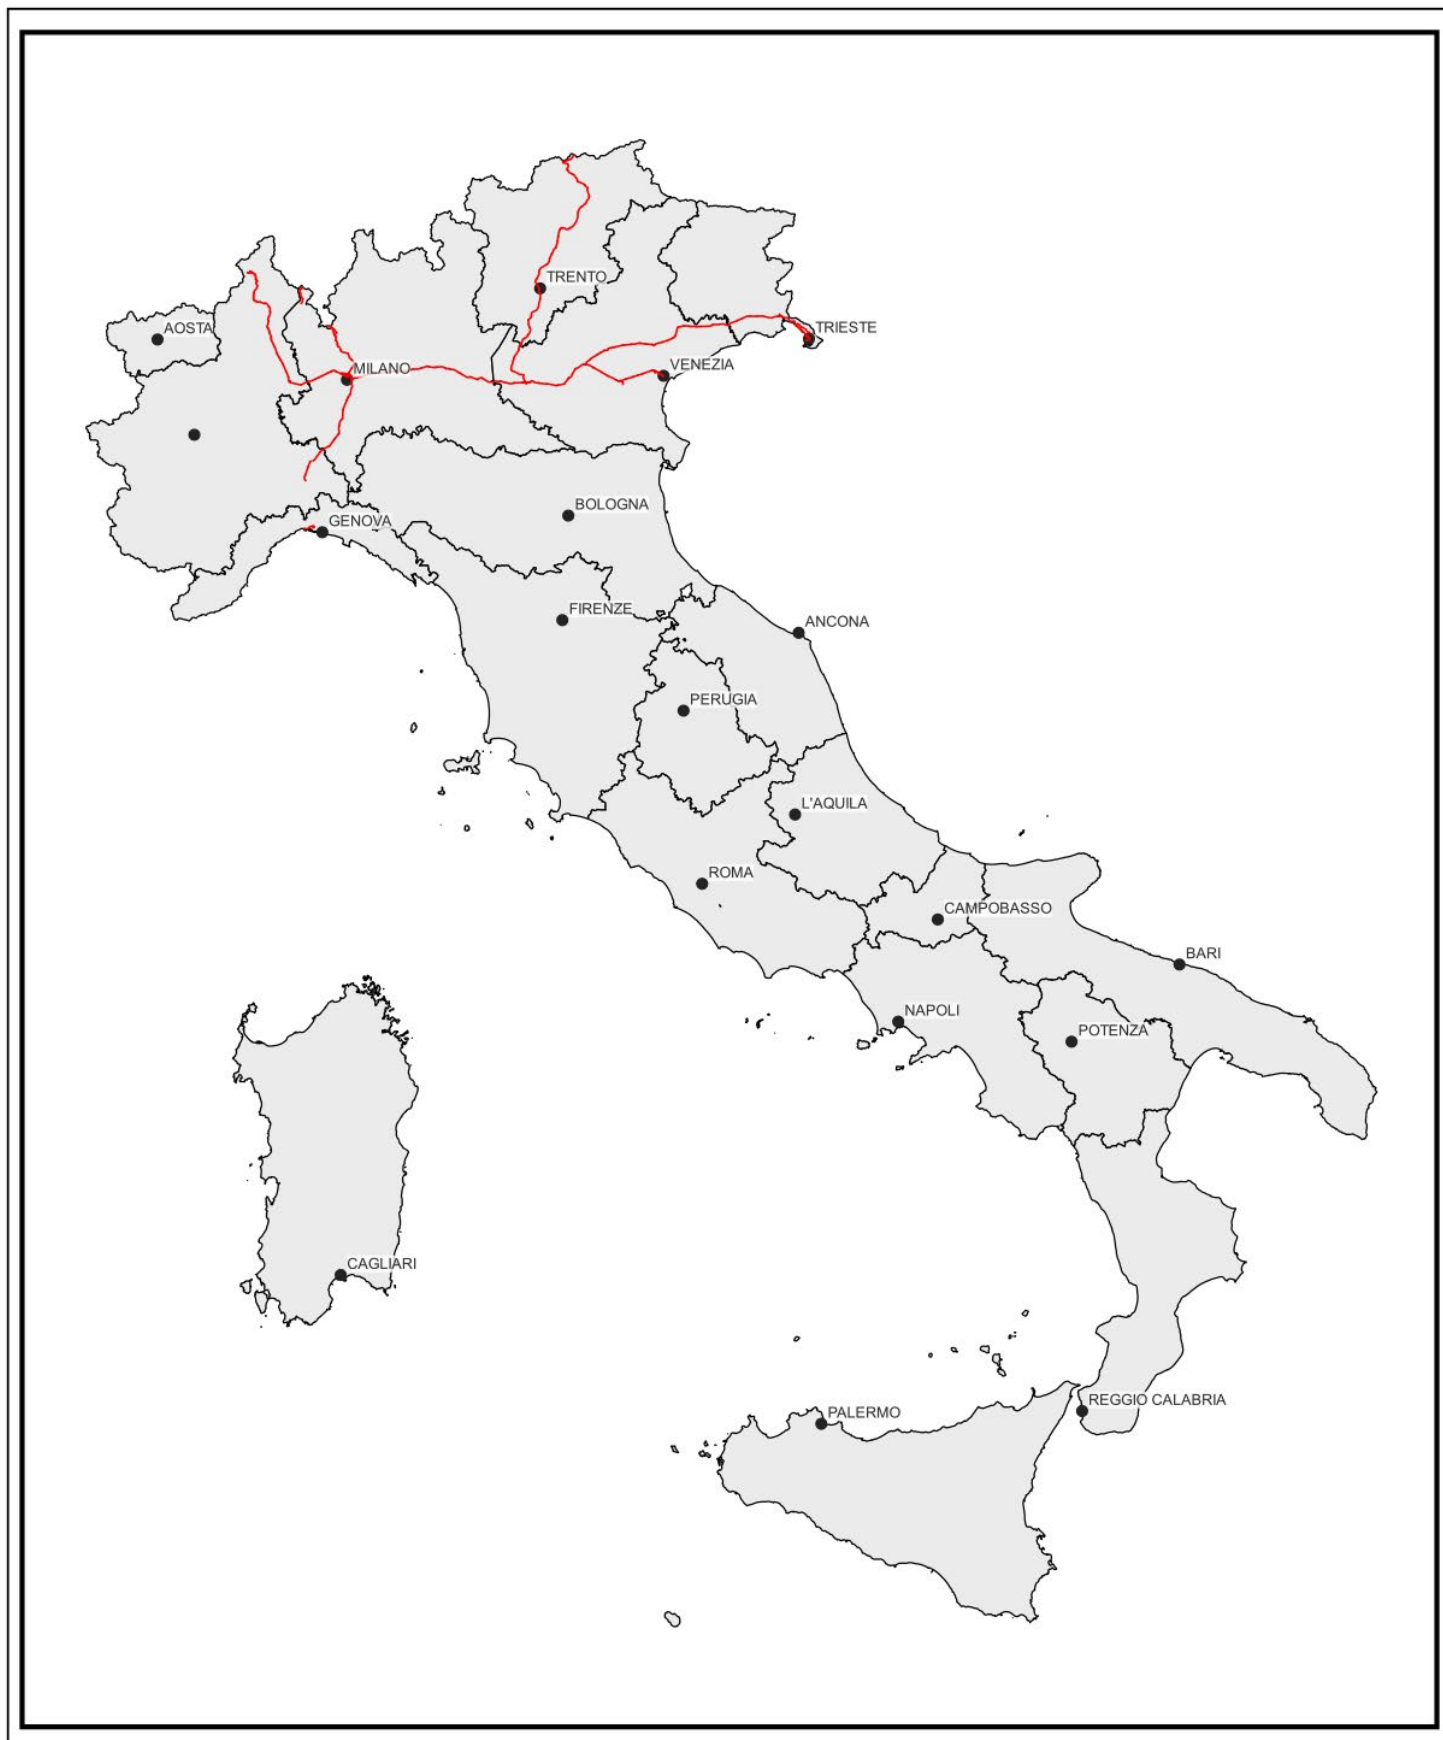 TRENTO
AOSTA
TRIESTE
VENEZIA
MILANO
BOLOGNA
GENOVA
FIRENZE
ANCONA
PERUGIA
L'AQUILA
ROMA
CAMPOBASSO
BARI
NAPOLI
POTENZA
CAGLIARI
REGGIO CALABRIA
PALERMO